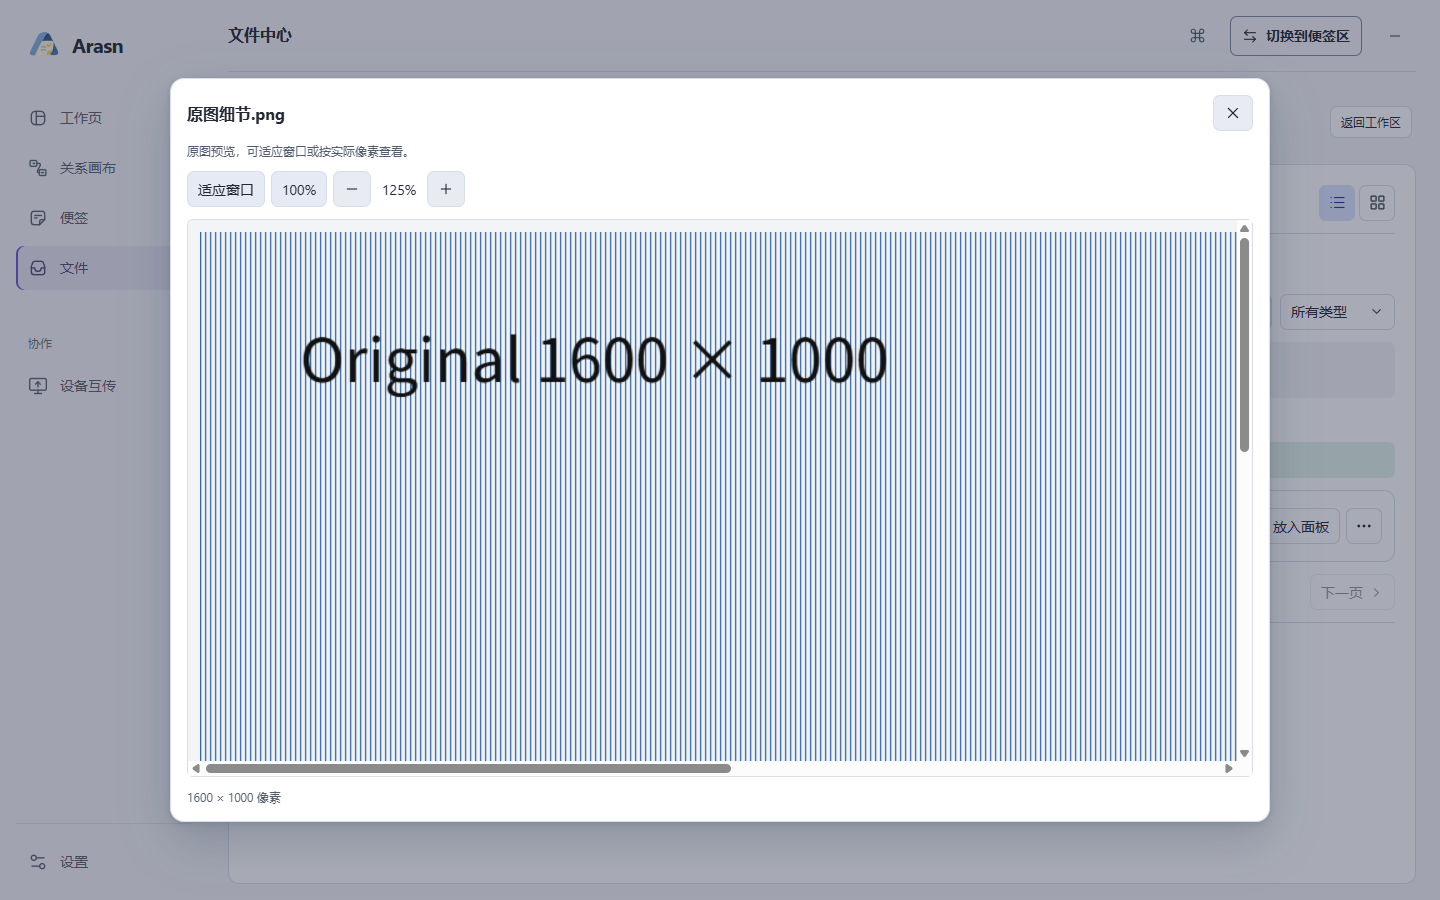 Arasn
文件中心
切换到便签区
工作页
关系画布
便签
文件
协作
设备互传
设置
返回工作区
所有类型
放入面板
下一页
原图细节.png
原图预览，可适应窗口或按实际像素查看。
适应窗口
100%
125%
Original 1600 × 1000
1600 × 1000 像素